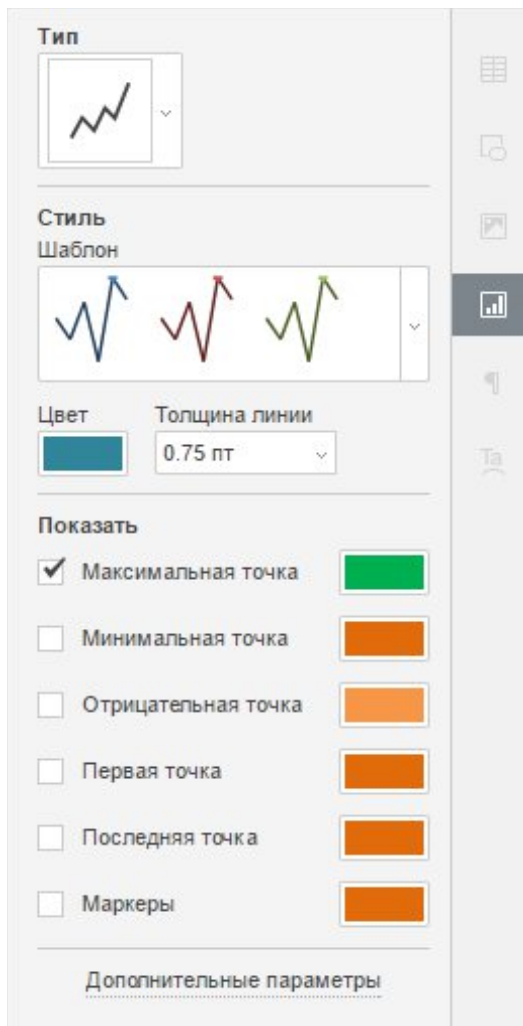 Тип
Стиль
Шаблон
Цвет Толщина линии
0.75 пт
Показать
Максимальная точка
Минимальная точка
Отрицательная точка
Первая точка
Последняя точка
Маркеры
Дополнительные параметры
Ta